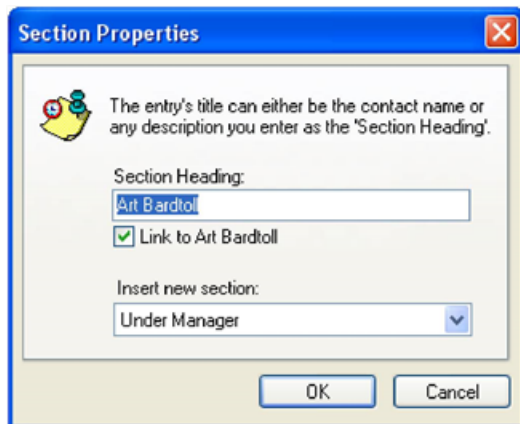 Section Properties
The entry's title can either be the contact name or
any description you enter as the 'Section Heading'.
Section Heading:
Art Bardtoll
Link to Art Bardtoll
Insert new section:
Under Manager
OK
Cancel